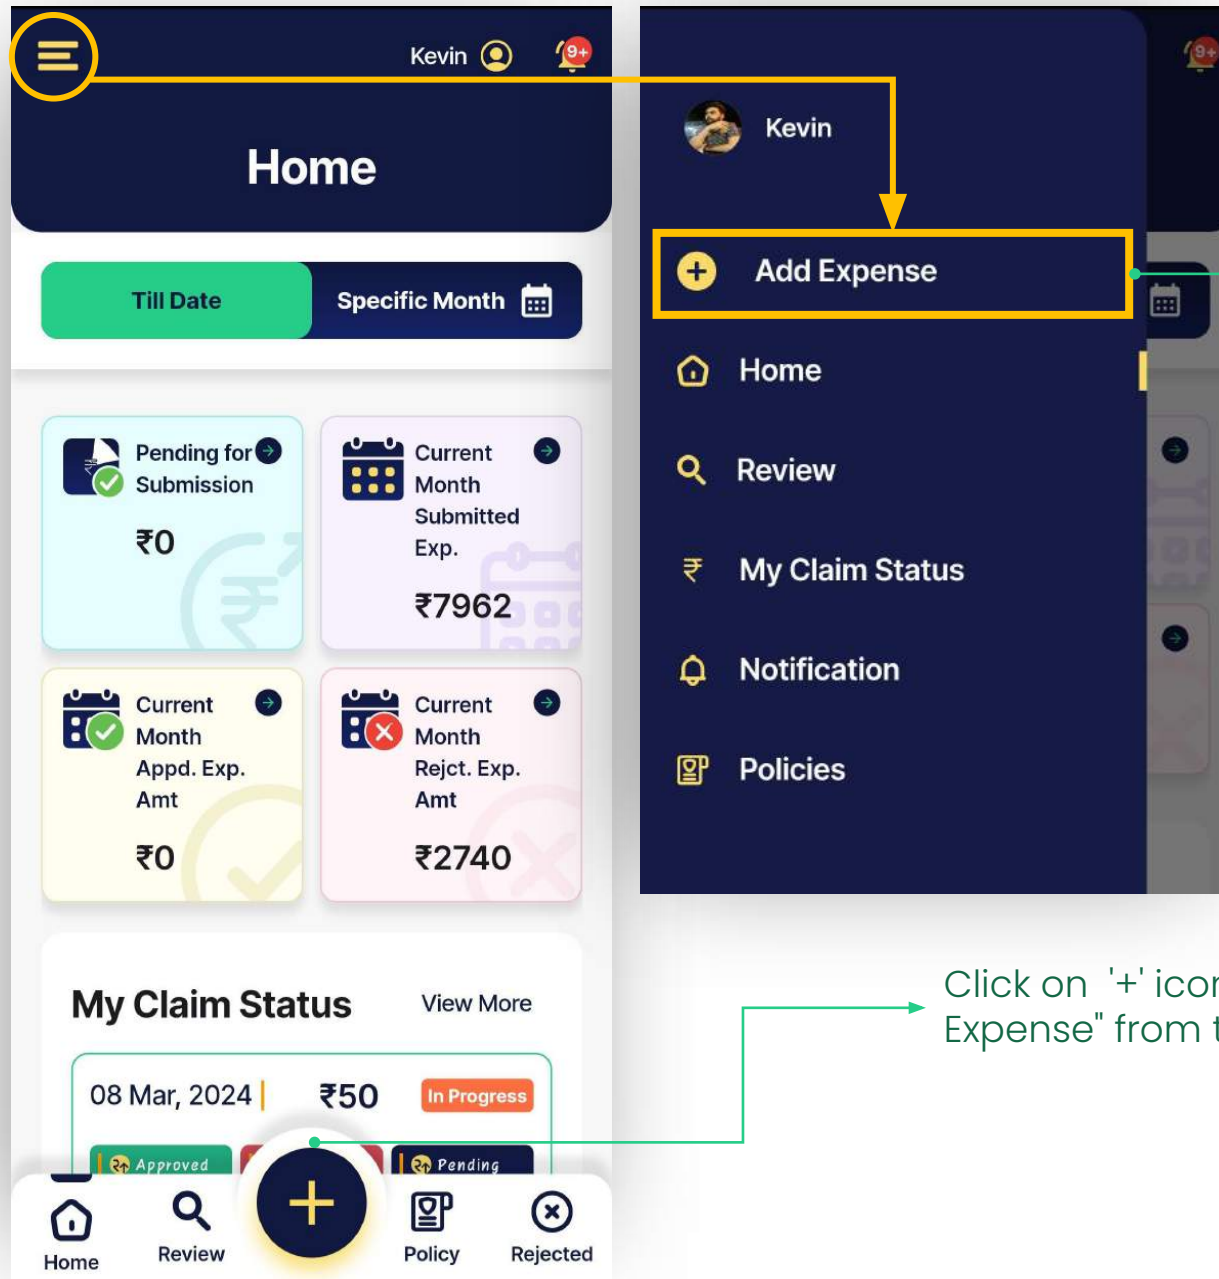 Kevin
9+
Home
Till Date
Specific Month
Pending for
Submission
₹0
Current
Month
Submitted
Exp.
₹7962
Current
Month
Appd. Exp.
Amt
₹0
Current
Month
Rejct. Exp.
Amt
₹2740
My Claim Status
View More
08 Mar, 2024
₹50
In Progress
Approved
Pending
Home
Review
Policy
Rejected
9+
Kevin
Add Expense
Home
Review
₹ My Claim Status
Notification
Policies
Click on '+' icon
Expense" from t